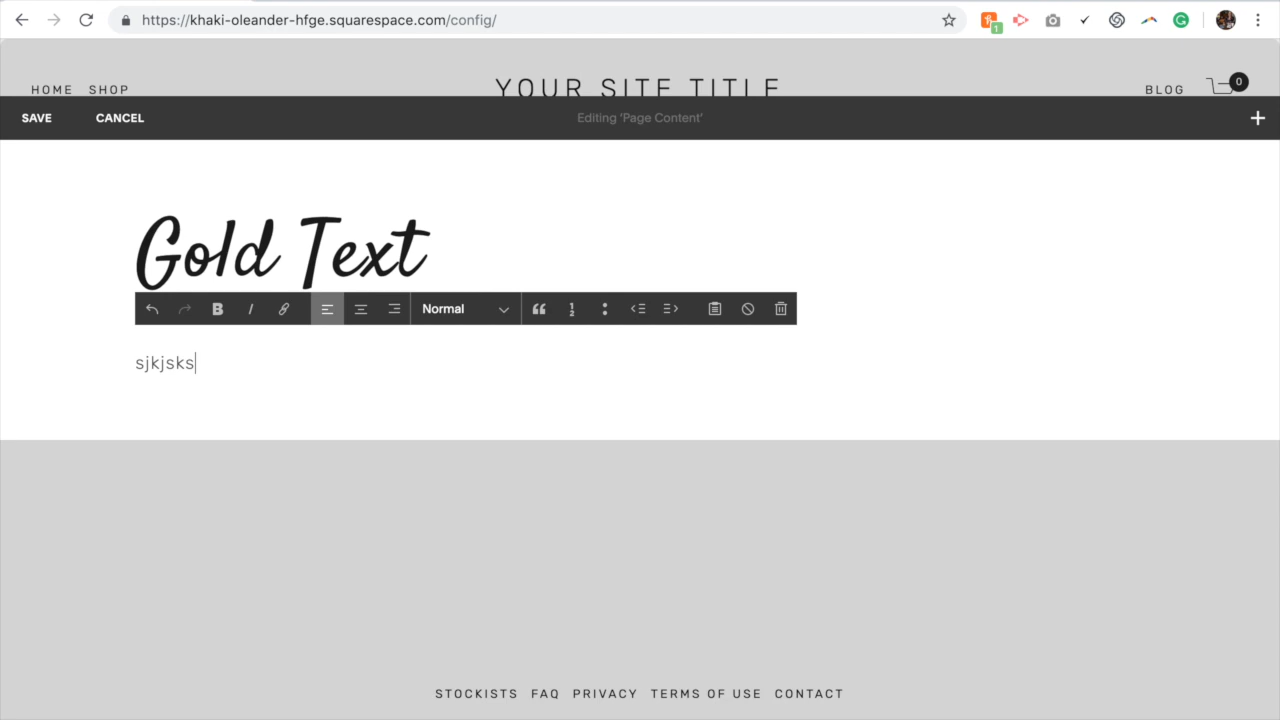 https://khaki-oleander-hfge.squarespace.com/config/
1
HOME SHOP
YOUR SITE TITLE
BLOG
0
SAVE CANCEL
Editing 'Page Content'
Gold Text
Normal
sjkjsks
STOCKISTS FAQ PRIVACY TERMS OF USE CONTACT